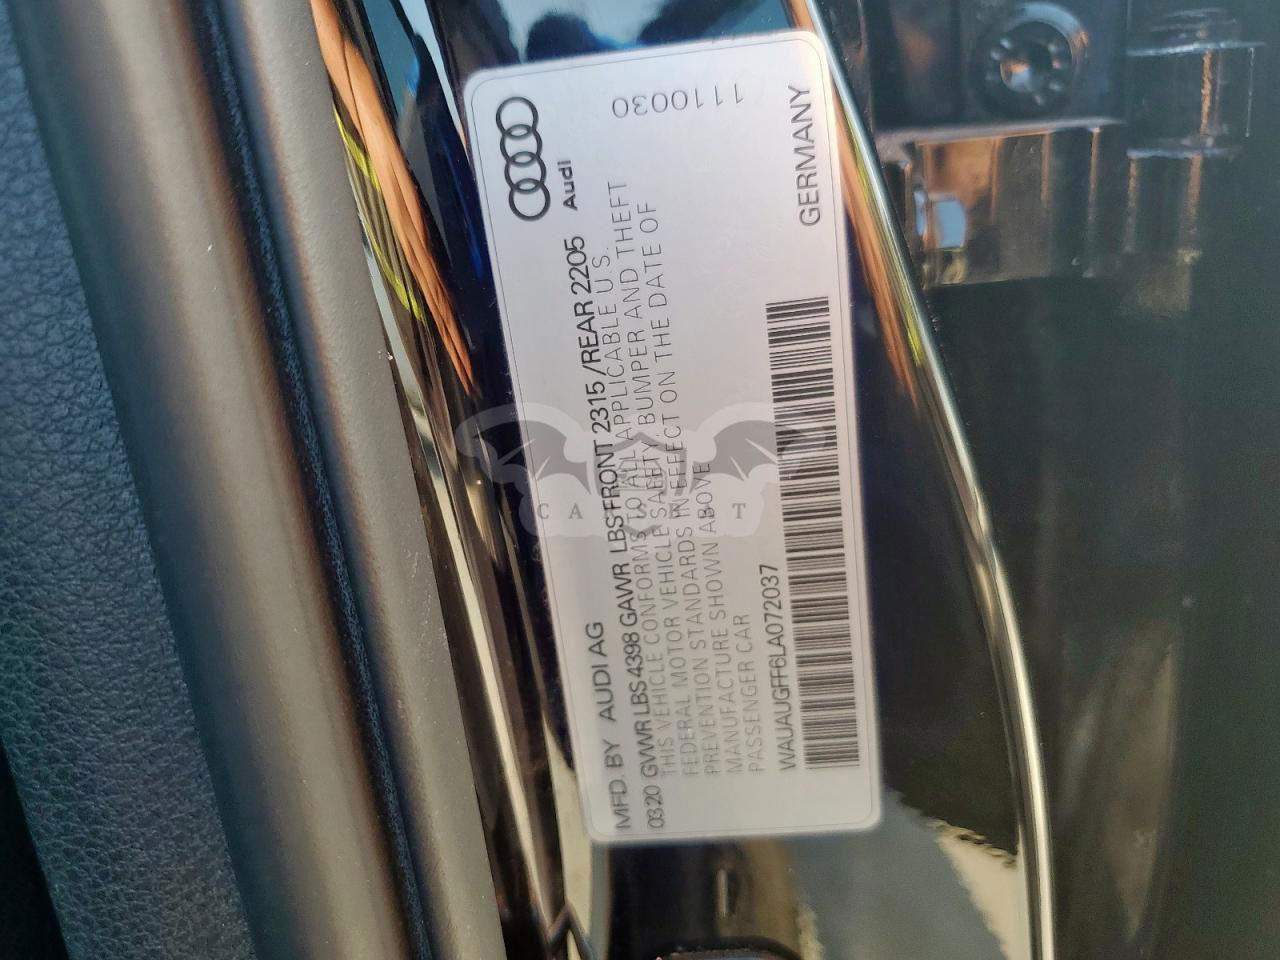 MFD. BY AUDI AG
Audi
0320 GVWR LBS 4398 GAWR LBS FRONT 2315 /REAR 2205
THIS VEHICLE CONFORMS TO ALL APPLICABLE U.S.
FEDERAL MOTOR VEHICLE SAFETY, BUMPER AND THEFT
PREVENTION STANDARDS IN EFFECT ON THE DATE OF
MANUFACTURE SHOWN ABOVE
PASSENGER CAR
WAUAUGFF6LA072037
GERMANY
110030
111